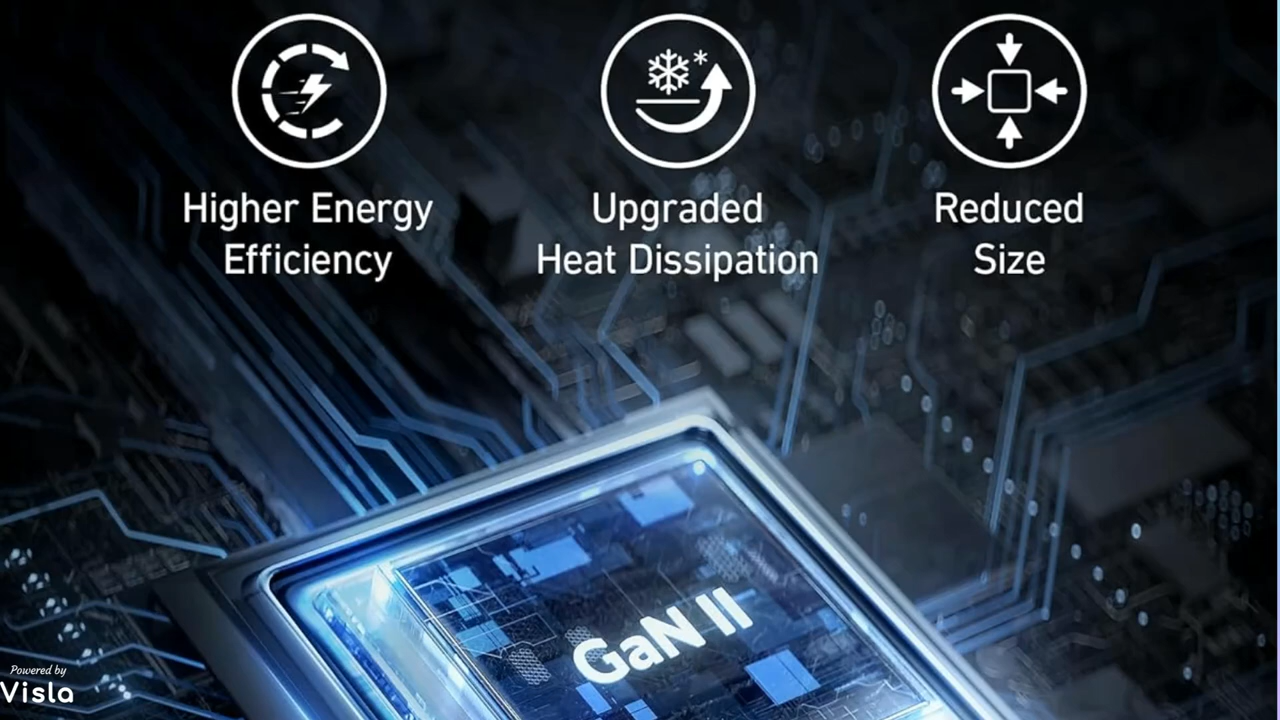 Higher Energy
Efficiency
Upgraded
Heat Dissipation
Reduced
Size
GaN II
Powered by
Visla